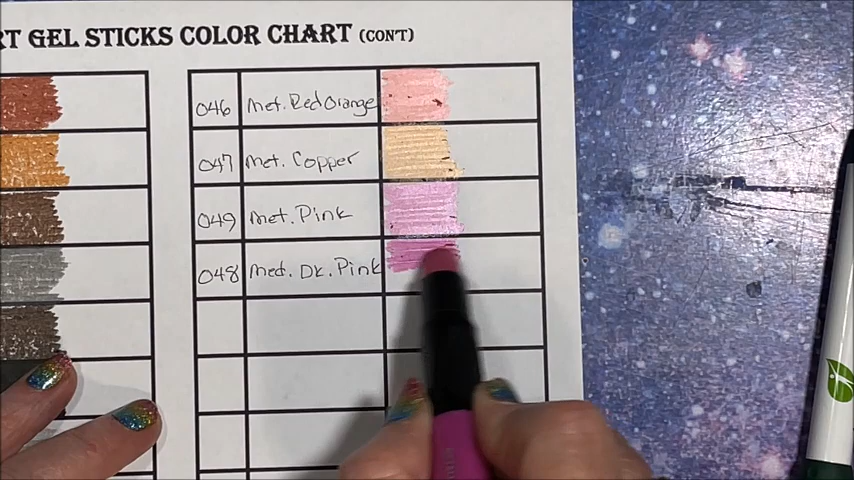 RT GEL STICKS COLOR CHART (CON'T)
046 Met. Red Orange
047 Met. Copper
049 Met. Pink
048 Med. Dk. Pink